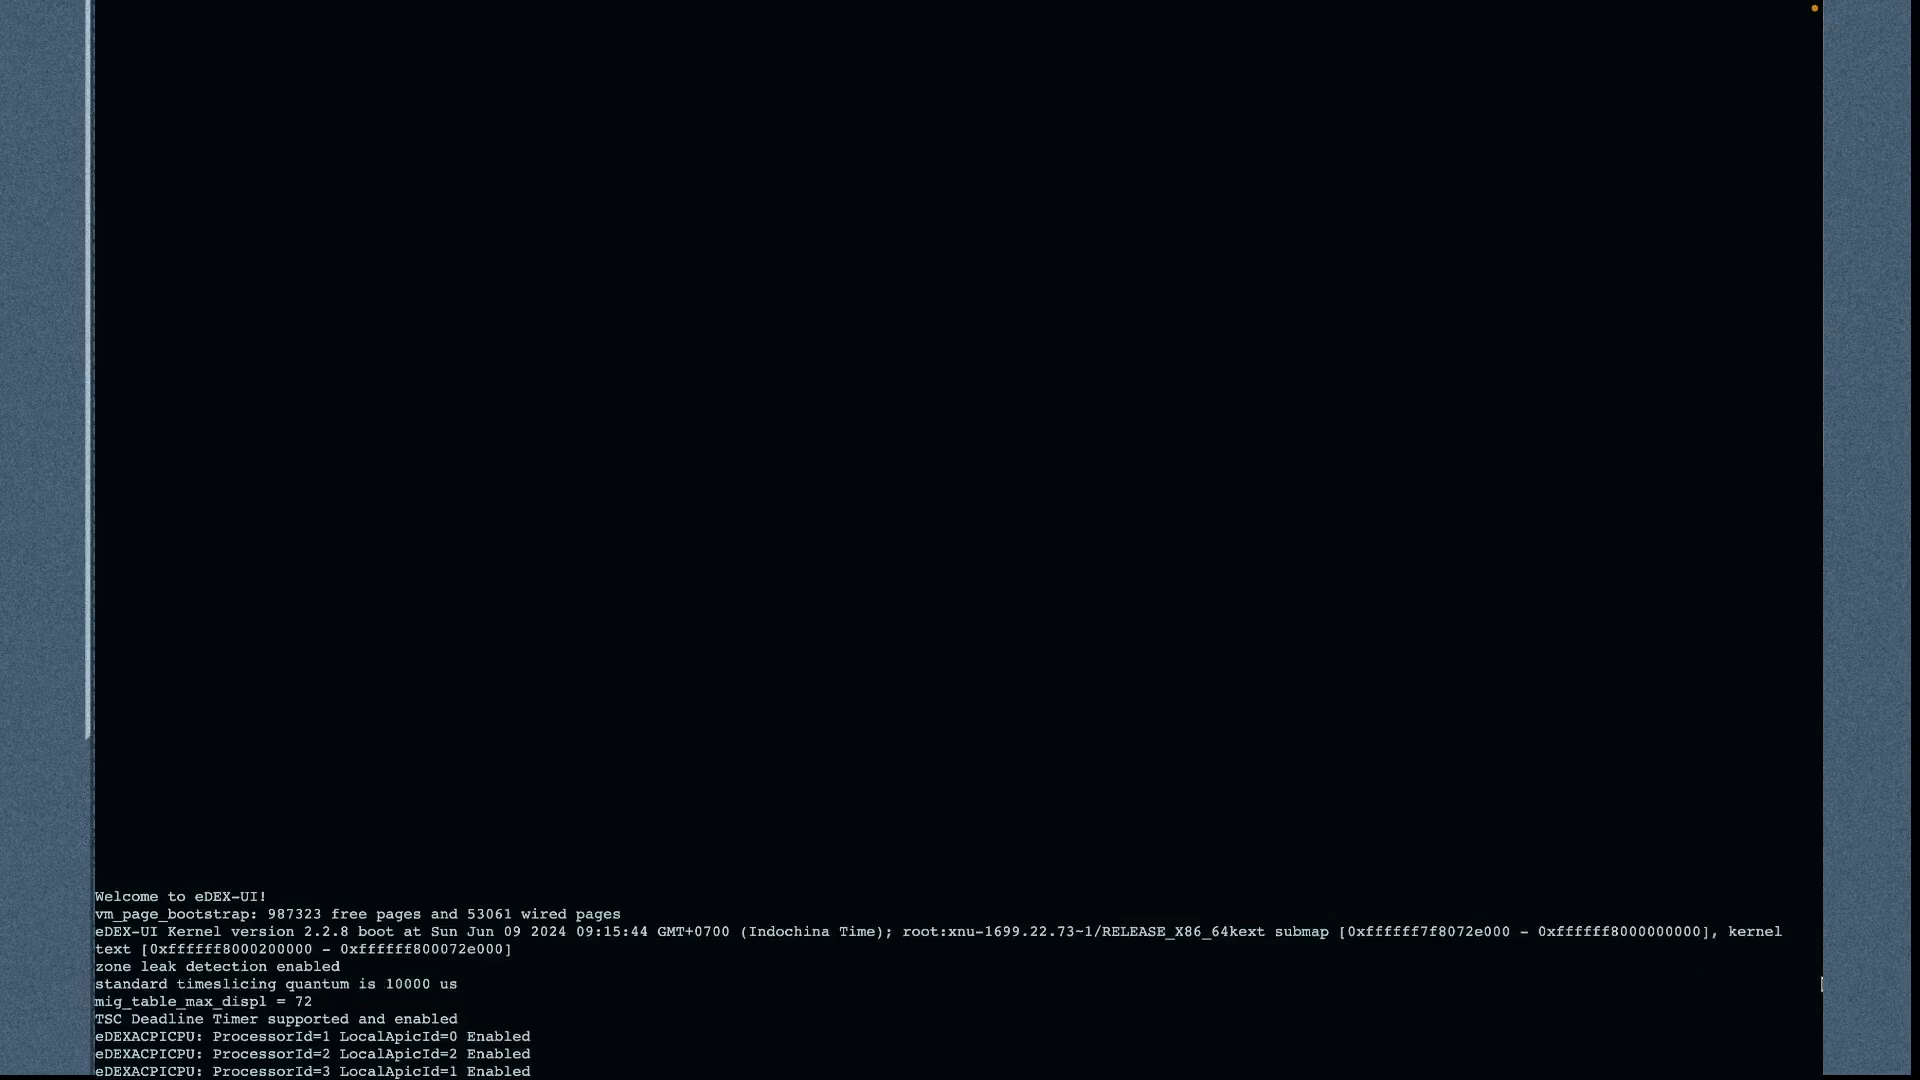 Welcome to eDEX-UI!
vm_page_bootstrap: 987323 free pages and 53061 wired pages
eDEX-UI Kernel version 2.2.8 boot at Sun Jun 09 2024 09:15:44 GMT+0700 (Indochina Time); root:xnu-1699.22.73~1/RELEASE_X86_64kext submap [0xffffff7f8072e000 - 0xffffff8000000000], kernel
text [0xffffff8000200000 - 0xffffff800072e000]
zone leak detection enabled
standard timeslicing quantum is 10000 us
mig_table_max_displ = 72
TSC Deadline Timer supported and enabled
eDEXACPICPU: ProcessorId=1 LocalApicId=0 Enabled
eDEXACPICPU: ProcessorId=2 LocalApicId=2 Enabled
eDEXACPICPU: ProcessorId=3 LocalApicId=1 Enabled